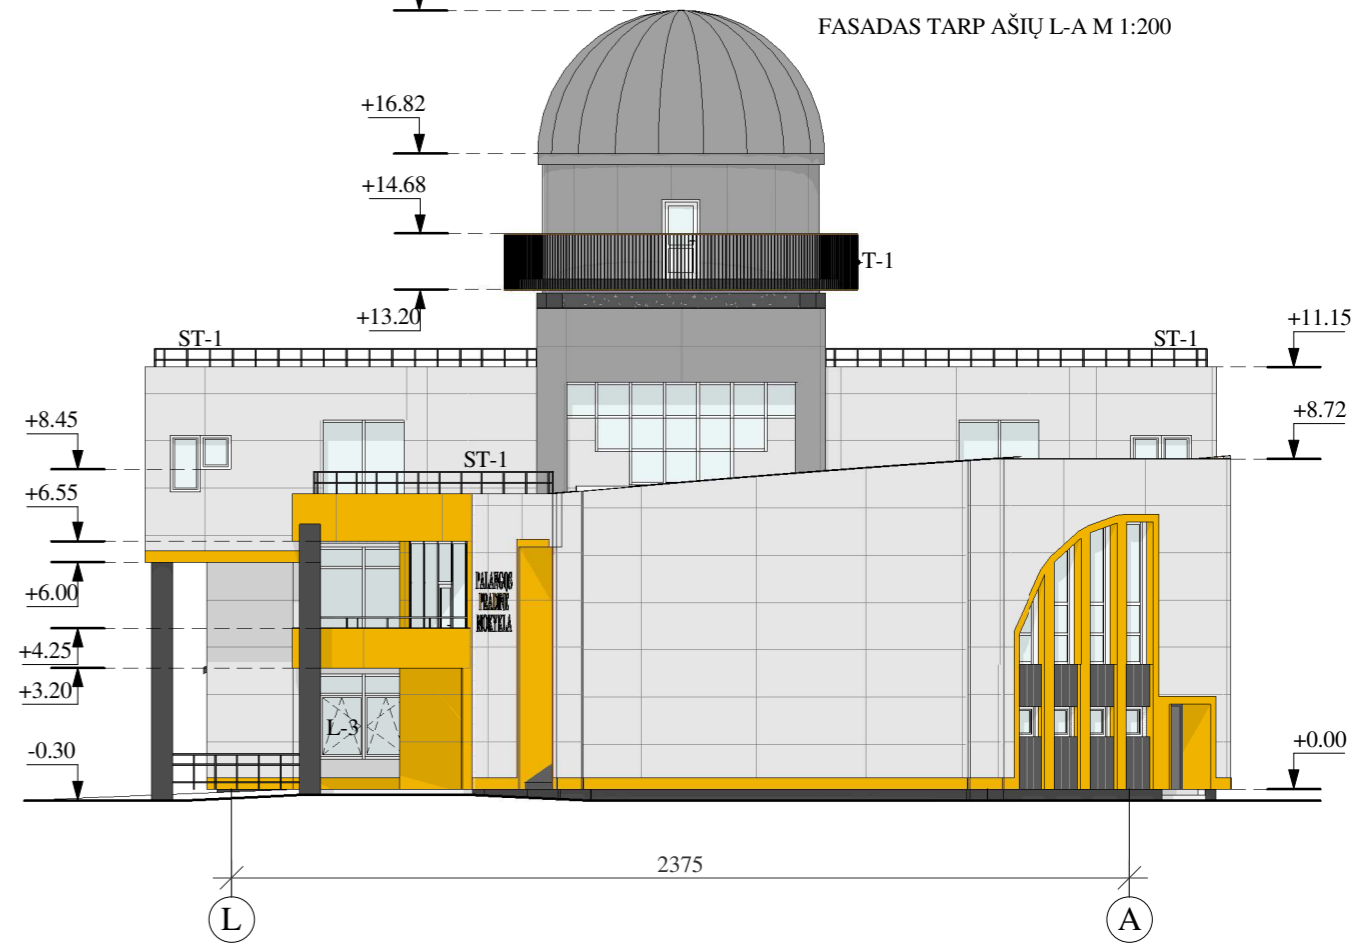 FASADAS TARP AŠIŲ L-A M 1:200
+16.82
+14.68
T-1
+13.20
+11.15
ST-1
ST-1
+8.45
+8.72
ST-1
+6.55
+6.00
+4.25
+3.20
L-3
-0.30
+0.00
2375
L
A